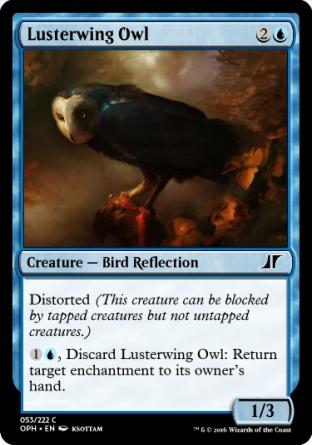 Lusterwing Owl 2
Creature — Bird Reflection
Distorted (This creature can be blocked
by tapped creatures but not untapped
creatures.)
1, Discard Lusterwing Owl: Return
target enchantment to its owner's
hand.
1/3
053/222 C
OPH • EN KSOTTAM
™ & © 2016 Wizards of the Coast